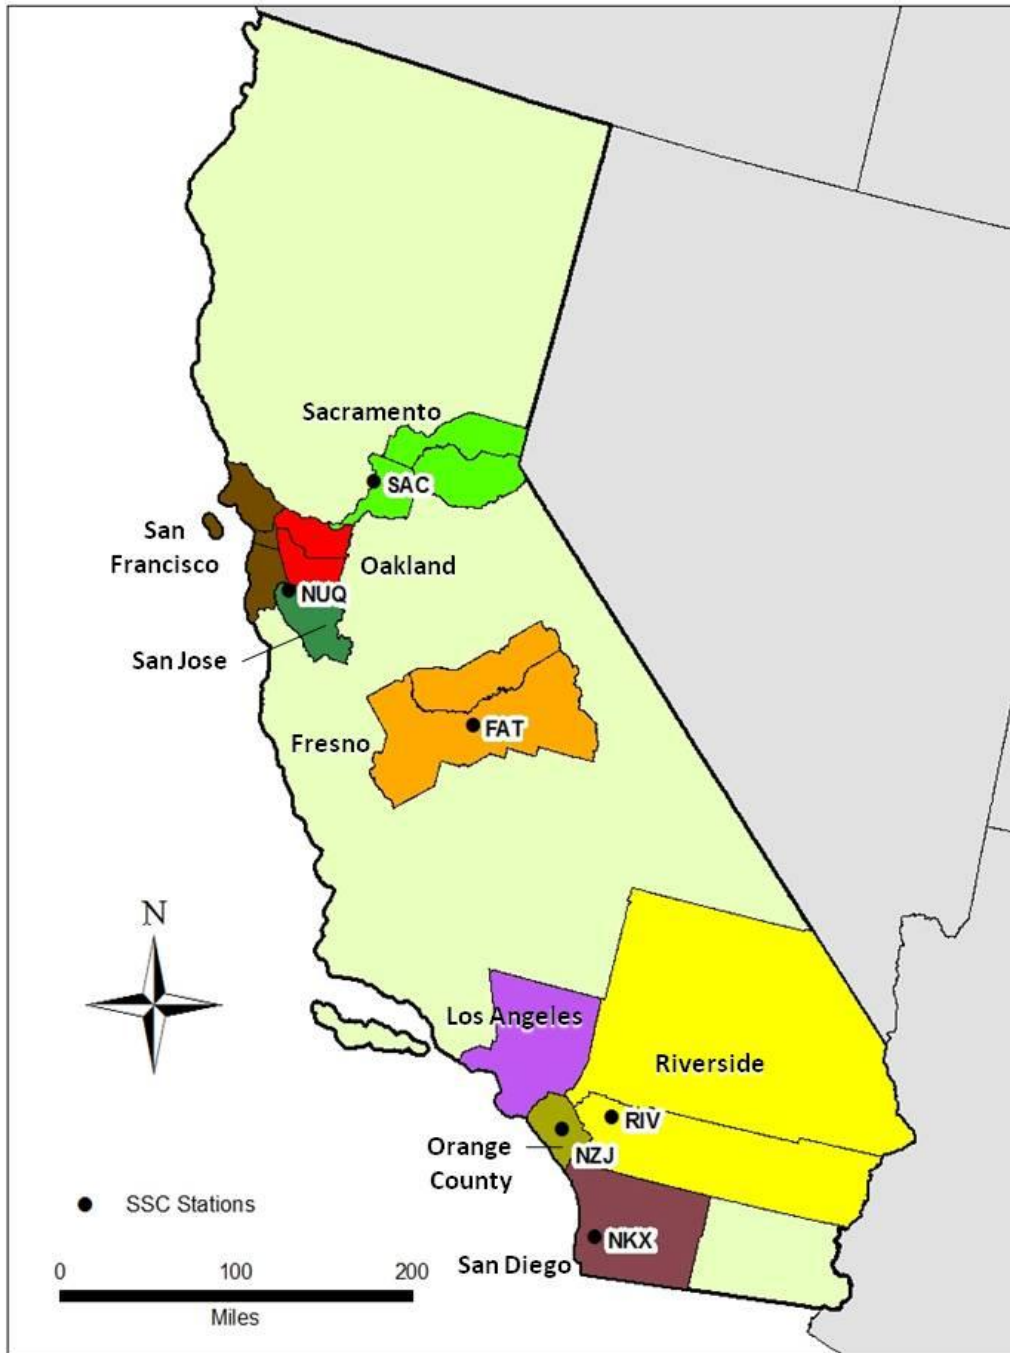 Sacramento
SAC
San
Francisco
Oakland
NUQ
San Jose
Fresno
FAT
N
Los Angeles
Riverside
RIV
Orange
County
NZJ
SSC Stations
NKX
San Diego
0 100 200
Miles